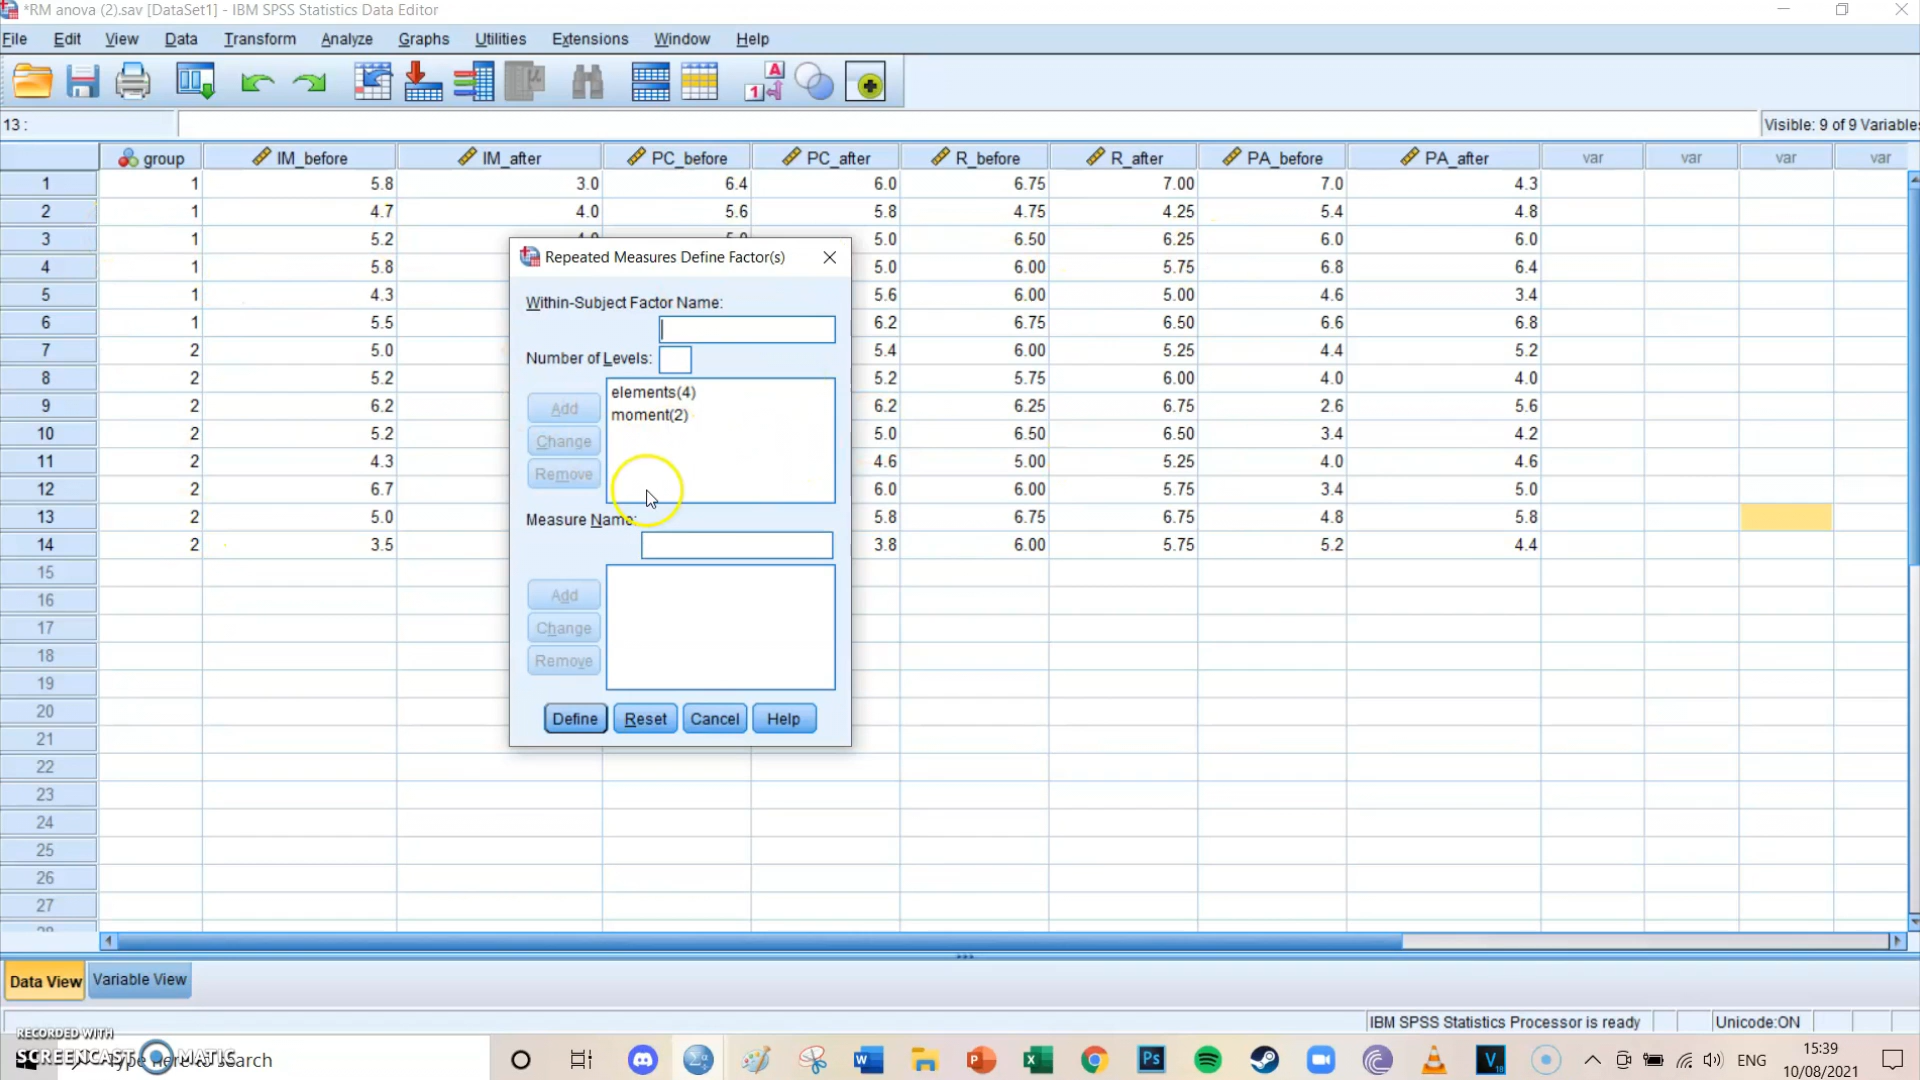 *RM anova (2).sav [DataSet1] - IBM SPSS Statistics Data Editor
File Edit View Data Transform Analyze Graphs Utilities Extensions Window Help
13 :
Visible: 9 of 9 Variables
group IM_before IM_after PC_before PC_after R_before R_after PA_before PA_after var var var var
1 1 5.8 3.0 6.4 6.0 6.75 7.00 7.0 4.3
2 1 4.7 4.0 5.6 5.8 4.75 4.25 5.4 4.8
3 1 5.2 5.0 6.50 6.25 6.0 6.0
4 1 5.8 5.0 6.00 5.75 6.8 6.4
5 1 4.3 5.6 6.00 5.00 4.6 3.4
6 1 5.5 6.2 6.75 6.50 6.6 6.8
7 2 5.0 5.4 6.00 5.25 4.4 5.2
8 2 5.2 5.2 5.75 6.00 4.0 4.0
9 2 6.2 6.2 6.25 6.75 2.6 5.6
10 2 5.2 5.0 6.50 6.50 3.4 4.2
11 2 4.3 4.6 5.00 5.25 4.0 4.6
12 2 6.7 6.0 6.00 5.75 3.4 5.0
13 2 5.0 5.8 6.75 6.75 4.8 5.8
14 2 3.5 3.8 6.00 5.75 5.2 4.4
15
16
17
18
19
20
21
22
23
24
25
26
27
Repeated Measures Define Factor(s)
Within-Subject Factor Name:
Number of Levels:
elements(4)
moment(2)
Add
Change
Remove
Measure Name:
Add
Change
Remove
Define Reset Cancel Help
Data View Variable View
IBM SPSS Statistics Processor is ready Unicode:ON
RECORDED WITH
SCREENCAST MATIC
here to search
ENG
15:39
10/08/2021